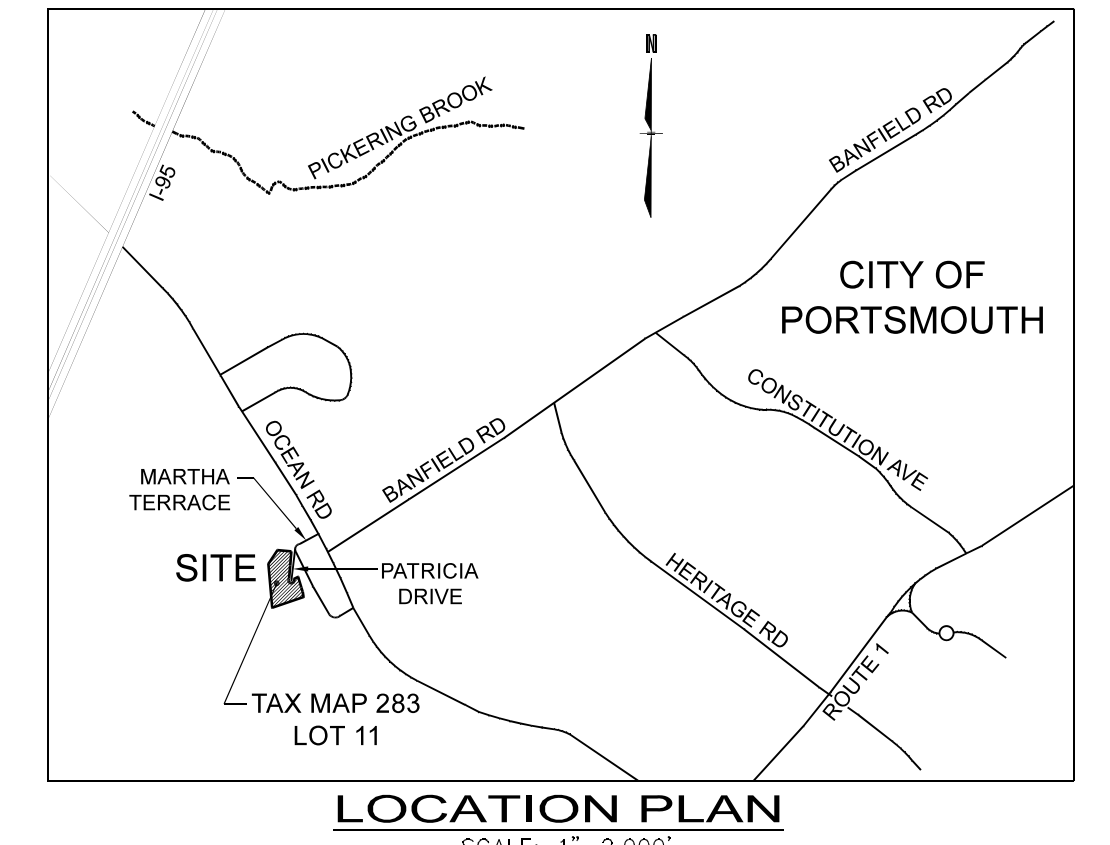 N
BANFIELD RD
PICKERING BROOK
I-95
CITY OF
PORTSMOUTH
CONSTITUTION AVE
OCEAN RD
BANFIELD RD
MARTHA
TERRACE
SITE
PATRICIA
DRIVE
HERITAGE RD
ROUTE 1
TAX MAP 283
LOT 11
LOCATION PLAN